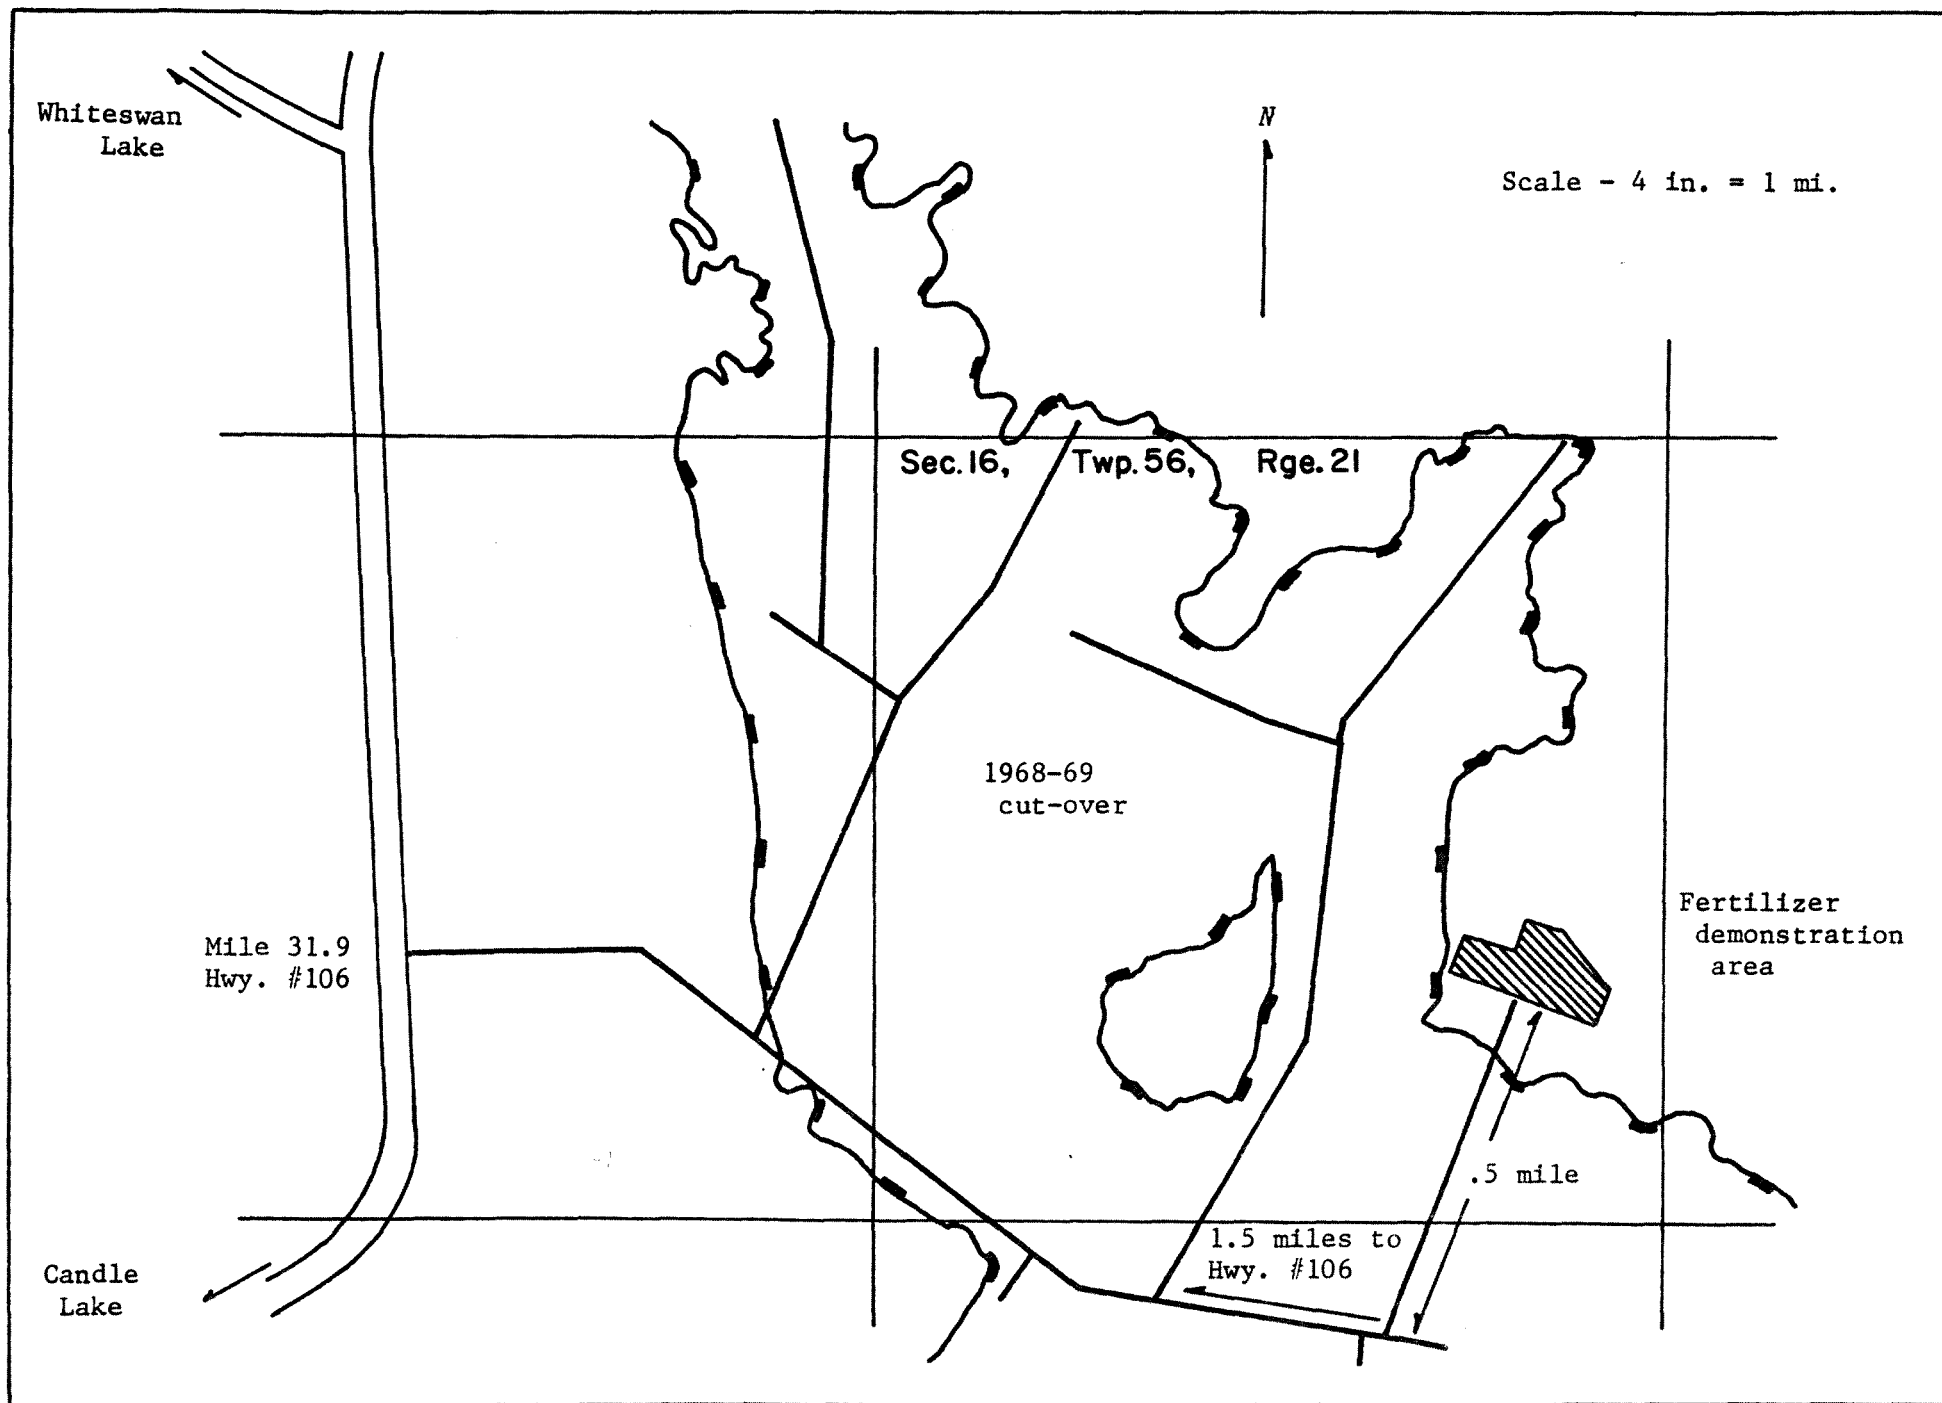 Whiteswan
Lake
N
Scale - 4 in. = 1 mi.
Sec. 16, Twp. 56, Rge. 21
1968-69
cut-over
Fertilizer
demonstration
area
Mile 31.9
Hwy. #106
.5 mile
1.5 miles to
Hwy. #106
Candle
Lake